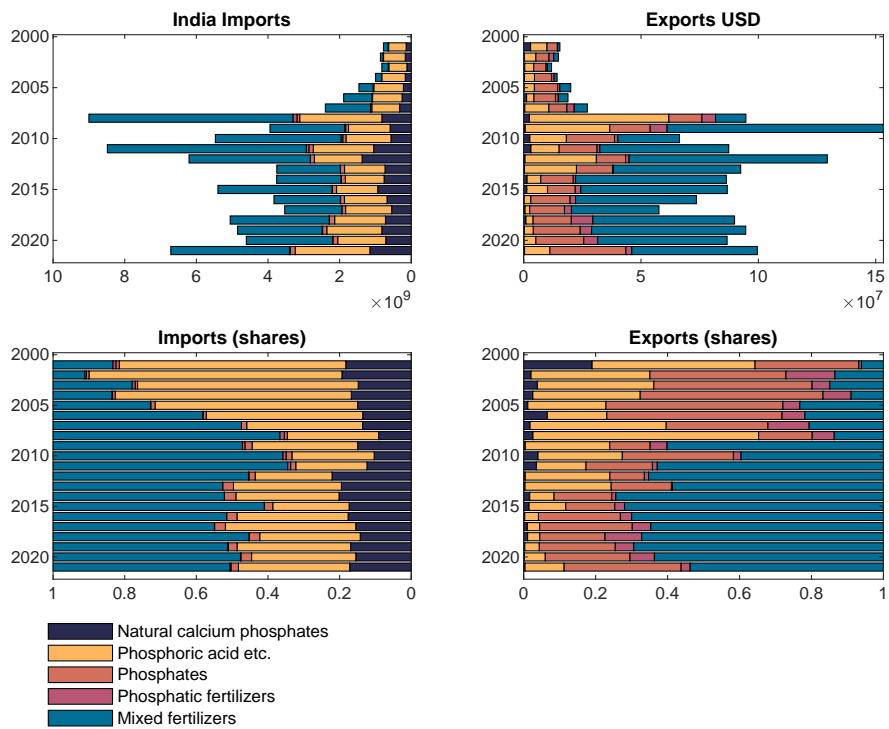 India Imports
Exports USD
2000
2005
2010
2015
2020
10 8 6 4 2 0
×10^9
2000
2005
2010
2015
2020
0 5 10 15
×10^7
Imports (shares)
Exports (shares)
2000
2005
2010
2015
2020
1 0.8 0.6 0.4 0.2 0
2000
2005
2010
2015
2020
0 0.2 0.4 0.6 0.8 1
Natural calcium phosphates
Phosphoric acid etc.
Phosphates
Phosphatic fertilizers
Mixed fertilizers